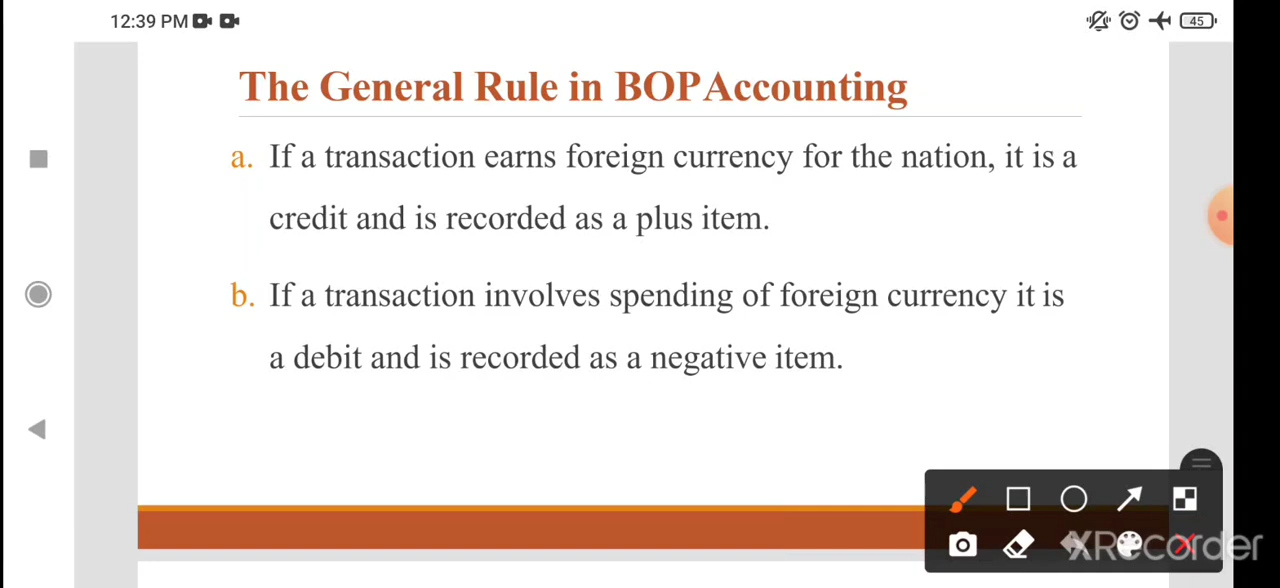 12:39 PM
45
The General Rule in BOP Accounting
a. If a transaction earns foreign currency for the nation, it is a
credit and is recorded as a plus item.
b. If a transaction involves spending of foreign currency it is
a debit and is recorded as a negative item.
XRecorder